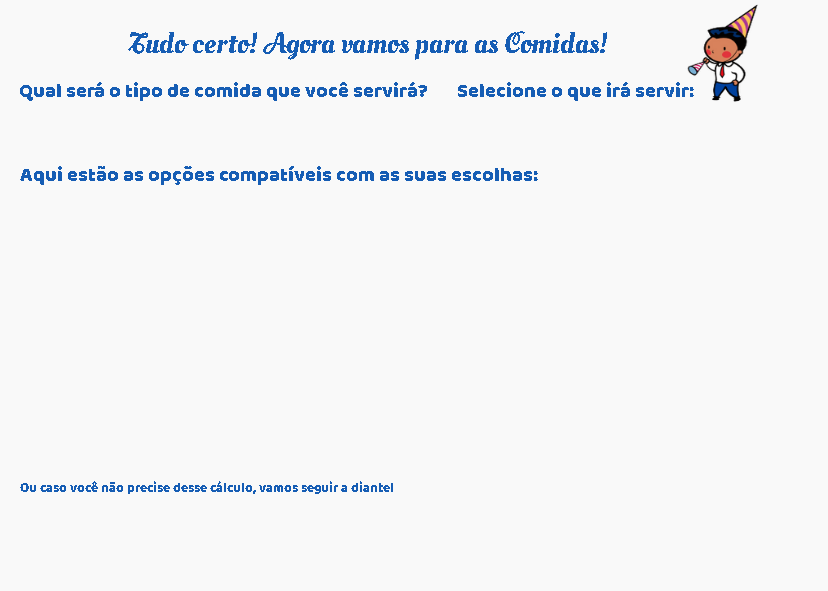 Tudo certo! Agora vamos para as Comidas!
Qual será o tipo de comida que você servirá? Selecione o que irá servir:
Aqui estão as opções compatíveis com as suas escolhas:
Ou caso você não precise desse cálculo, vamos seguir a diante!